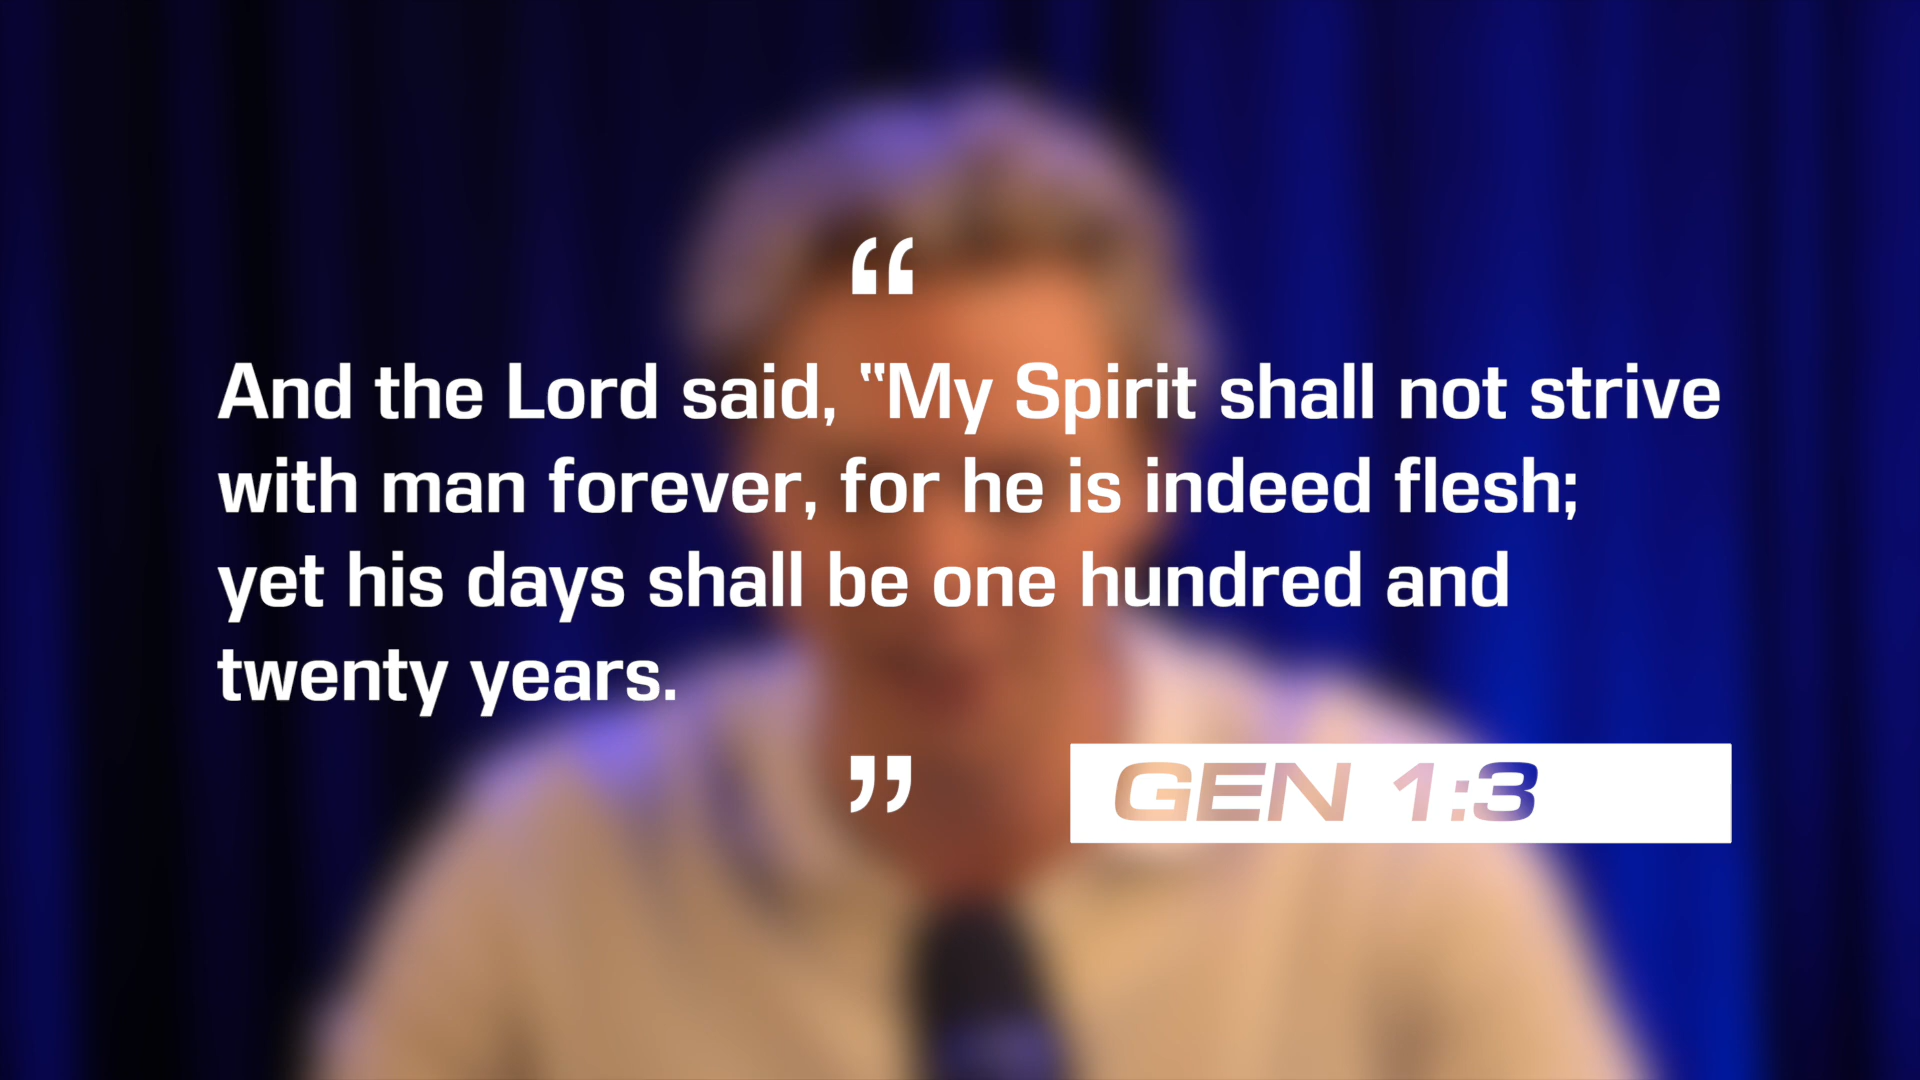 “
And the Lord said, “My Spirit shall not strive
with man forever, for he is indeed flesh;
yet his days shall be one hundred and
twenty years.
”
GEN 1:3